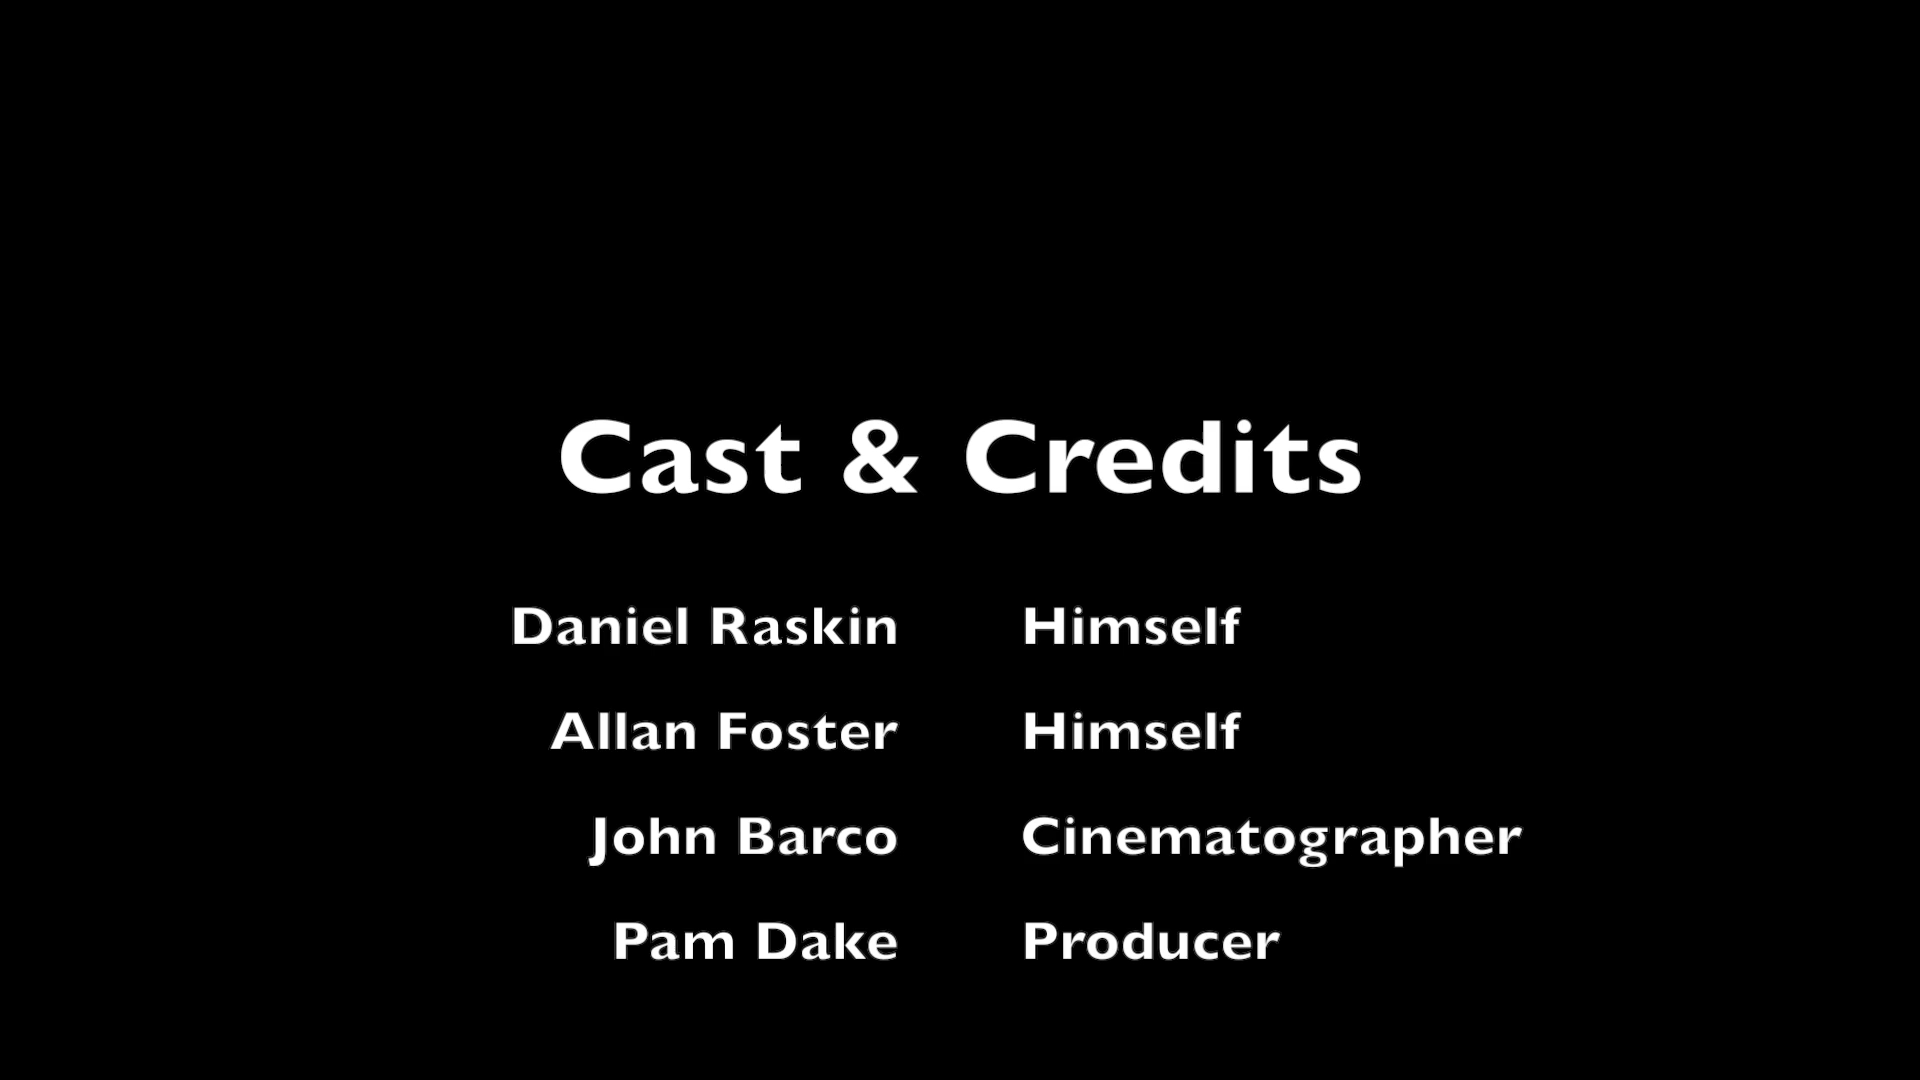 Cast & Credits
Daniel Raskin Himself
Allan Foster Himself
John Barco Cinematographer
Pam Dake Producer